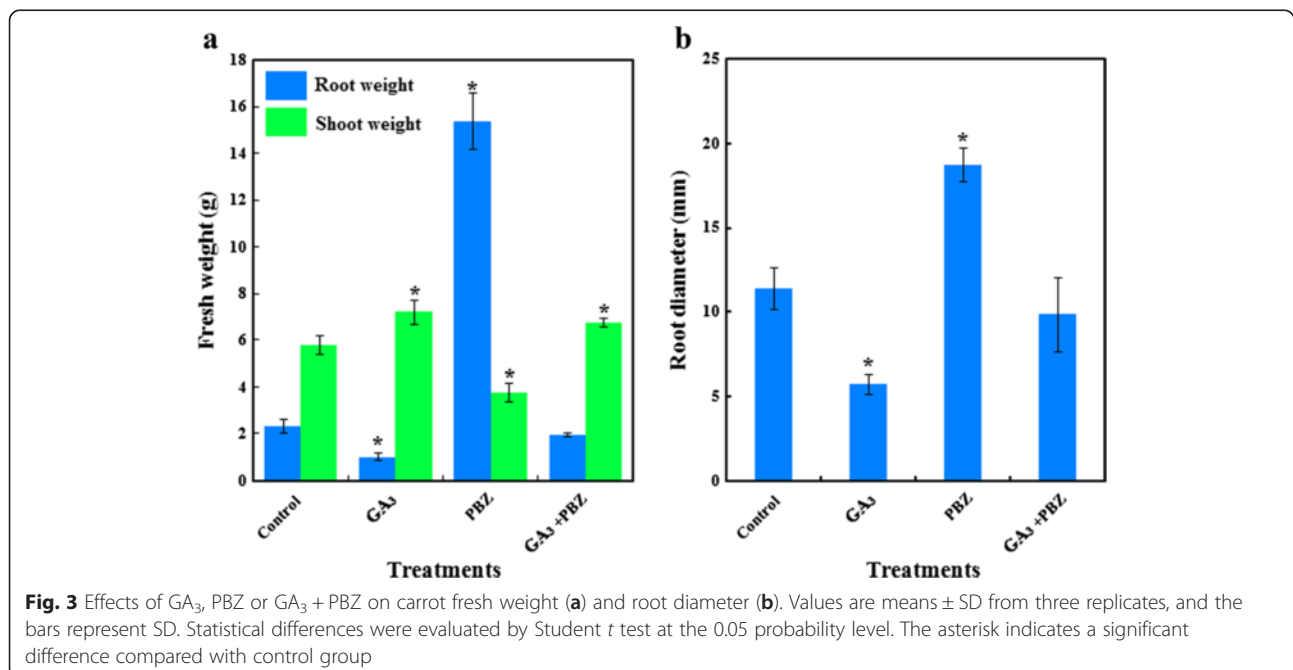 a
b
18
16
14
12
10
8
6
4
2
0
Fresh weight (g)
Root weight
Shoot weight
*
*
*
*
*
Control
GA₃
PBZ
GA₃ +PBZ
Treatments
25
20
15
10
5
0
Root diameter (mm)
*
*
Control
GA₃
PBZ
GA₃ +PBZ
Treatments
Fig. 3 Effects of GA₃, PBZ or GA₃ + PBZ on carrot fresh weight (a) and root diameter (b). Values are means ± SD from three replicates, and the
bars represent SD. Statistical differences were evaluated by Student t test at the 0.05 probability level. The asterisk indicates a significant
difference compared with control group